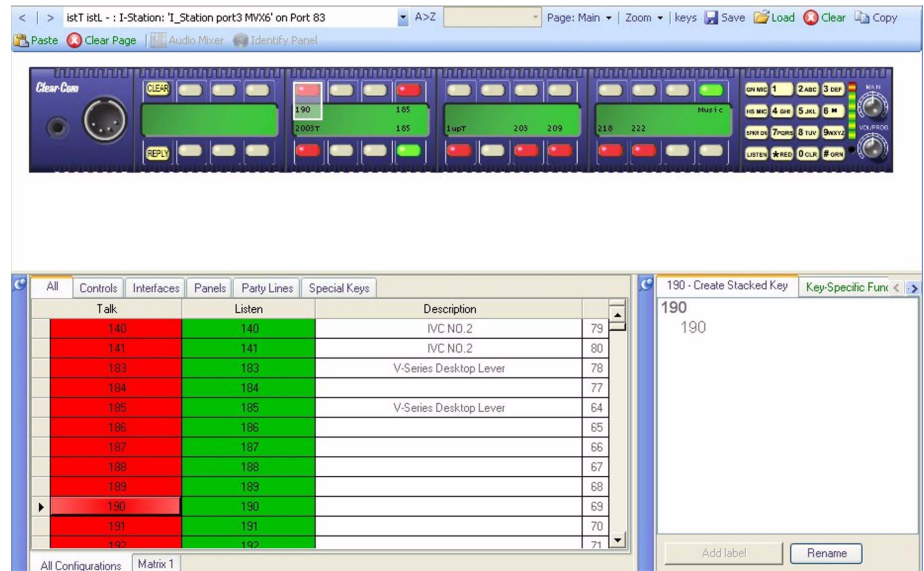 < > istT istL - : I-Station: 'I_Station port3 MVX6' on Port 83 A>Z Page: Main Zoom keys Save Load Clear Copy
Paste Clear Page Audio Mixer Identify Panel
Clear-Com CLEAR ON MIC 1 2 ABC 3 DEF MAIN
190 185 Music HS MIC 4 GHI 5 JKL 6 M
2003T 185 1upT 203 209 218 222 SPKR ON 7PQRS 8 TUV 9WXYZ VOL/PROG
REPLY LISTEN *RED 0 CLR # GRN
All Controls Interfaces Panels Party Lines Special Keys
Talk Listen Description
140 140 IVC NO.2 79
141 141 IVC NO.2 80
183 183 V-Series Desktop Lever 78
184 184 77
185 185 V-Series Desktop Lever 64
186 186 65
187 187 66
188 188 67
189 189 68
190 190 69
191 191 70
192 192 71
All Configurations Matrix 1
190 - Create Stacked Key Key-Specific Func < >
190
190
Add label Rename